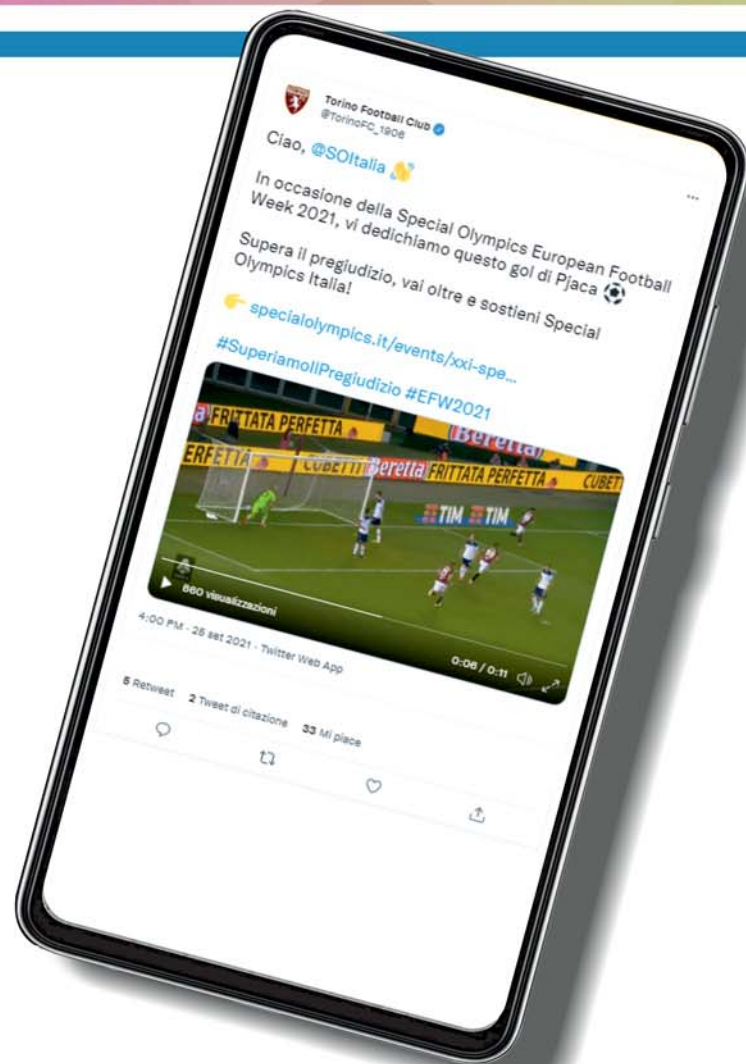 Torino Football Club
@TorinoFC_1906
Ciao, @SOItalia
In occasione della Special Olympics European Football
Week 2021, vi dedichiamo questo gol di Pjaca
Supera il pregiudizio, vai oltre e sostieni Special
Olympics Italia!
specialolympics.it/events/xxi-spe...
#SuperiamoIlPregiudizio #EFW2021
FRITTATA PERFETTA Beretta
ERFETTA CUBETTI Beretta FRITTATA PERFETTA CUBET
TIM TIM
860 visualizzazioni
0:06 / 0:11
4:00 PM · 25 set 2021 · Twitter Web App
5 Retweet 2 Tweet di citazione 33 Mi piace